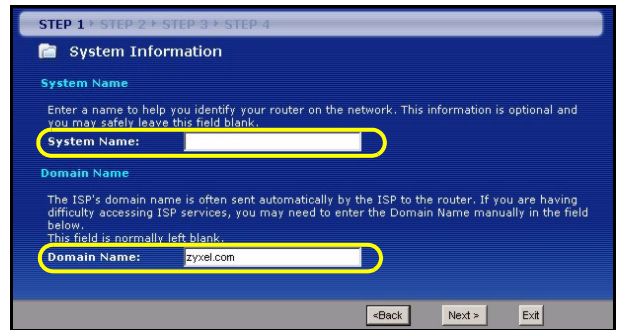 STEP 1 ▸ STEP 2 ▸ STEP 3 ▸ STEP 4
System Information
System Name
Enter a name to help you identify your router on the network. This information is optional and
you may safely leave this field blank.
System Name:
Domain Name
The ISP's domain name is often sent automatically by the ISP to the router. If you are having
difficulty accessing ISP services, you may need to enter the Domain Name manually in the field
below.
This field is normally left blank.
Domain Name: zyxel.com
<Back Next > Exit